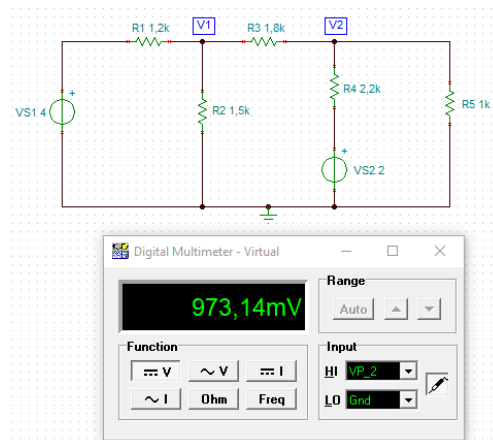 V1
V2
R1 1,2k
R3 1,8k
R4 2,2k
VS1 4
R2 1,5k
R5 1k
VS2 2
Digital Multimeter - Virtual
973,14mV
Range
Auto
Function
V
V
I
I
Ohm
Freq
Input
HI VP_2
LO Gnd